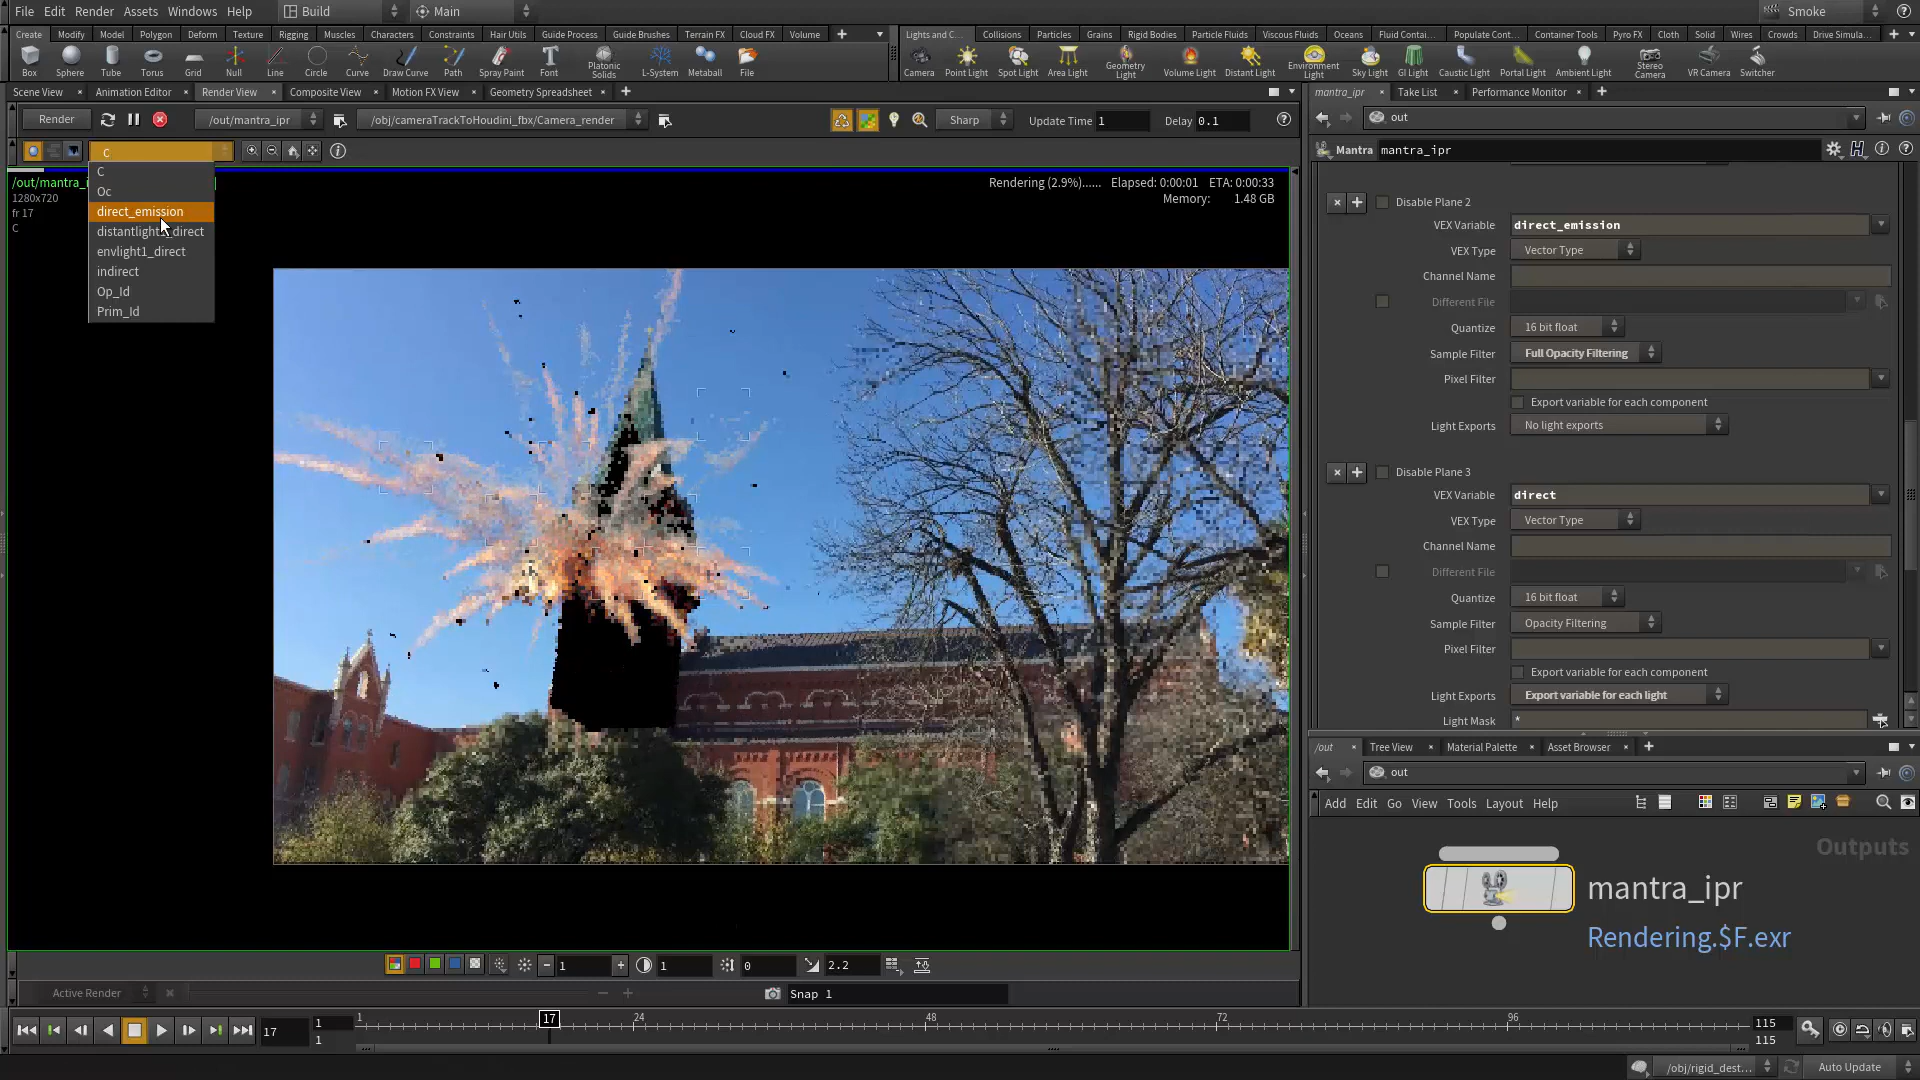 File Edit Render Assets Windows Help Build Main Smoke
Create Modify Model Polygon Deform Texture Rigging Muscles Characters Constraints Hair Utils Guide Process Guide Brushes Terrain FX Cloud FX Volume
Lights and C... Collisions Particles Grains Rigid Bodies Particle Fluids Viscous Fluids Oceans Fluid Contai... Populate Cont... Container Tools Pyro FX Cloth Solid Wires Crowds Drive Simula...
Box Sphere Tube Torus Grid Null Line Circle Curve Draw Curve Path Spray Paint Font Platonic Solids L-System Metaball File
Camera Point Light Spot Light Area Light Geometry Light Volume Light Distant Light Environment Light Sky Light GI Light Caustic Light Portal Light Ambient Light Stereo Camera VR Camera Switcher
Scene View Animation Editor Render View Composite View Motion FX View Geometry Spreadsheet
mantra_ipr Take List Performance Monitor
Render /out/mantra_ipr /obj/cameraTrackToHoudini_fbx/Camera_render Sharp Update Time 1 Delay 0.1
out
C
Mantra mantra_ipr
C
Oc
direct_emission
envlight1_direct
indirect
Op_Id
Prim_Id
1280x720
fr 17
C
Rendering (2.9%)...... Elapsed: 0:00:01 ETA: 0:00:33
Memory: 1.48 GB
Disable Plane 2
VEX Variable direct_emission
VEX Type Vector Type
Channel Name
Different File
Quantize 16 bit float
Sample Filter Full Opacity Filtering
Pixel Filter
Export variable for each component
Light Exports No light exports
Disable Plane 3
VEX Variable direct
VEX Type Vector Type
Channel Name
Different File
Quantize 16 bit float
Sample Filter Opacity Filtering
Pixel Filter
Export variable for each component
Light Exports Export variable for each light
Light Mask *
/out Tree View Material Palette Asset Browser
out
Add Edit Go View Tools Layout Help
Outputs
mantra_ipr
Rendering.$F.exr
1 1 0 2.2
Active Render Snap 1
17 1 1 1 17 24 48 72 96 115 115
/obj/rigid_dest... Auto Update